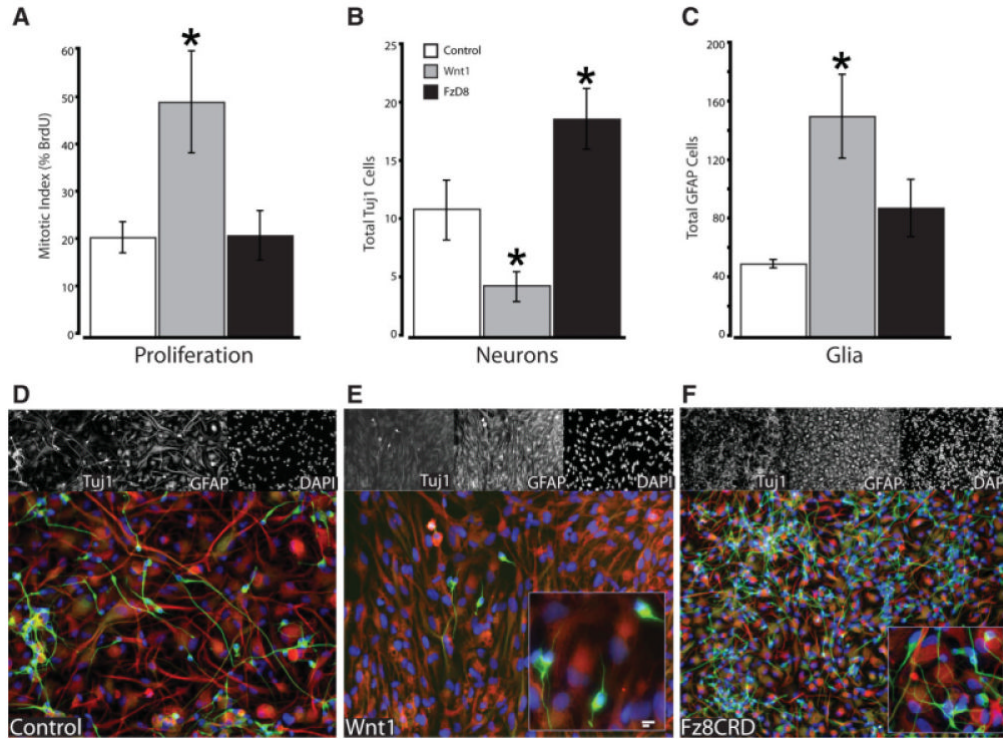 A
B
C
Mitotic Index (% BrdU)
60
50
40
30
20
10
0
*
Proliferation
Total Tuj1 Cells
25
20
15
10
5
0
Control
Wnt1
FzD8
*
*
Neurons
Total GFAP Cells
200
160
120
80
40
0
*
Glia
D
E
F
Tuj1
GFAP
DAPI
Tuj1
GFAP
DAPI
Tuj1
GFAP
DAPI
Control
Wnt1
Fz8CRD